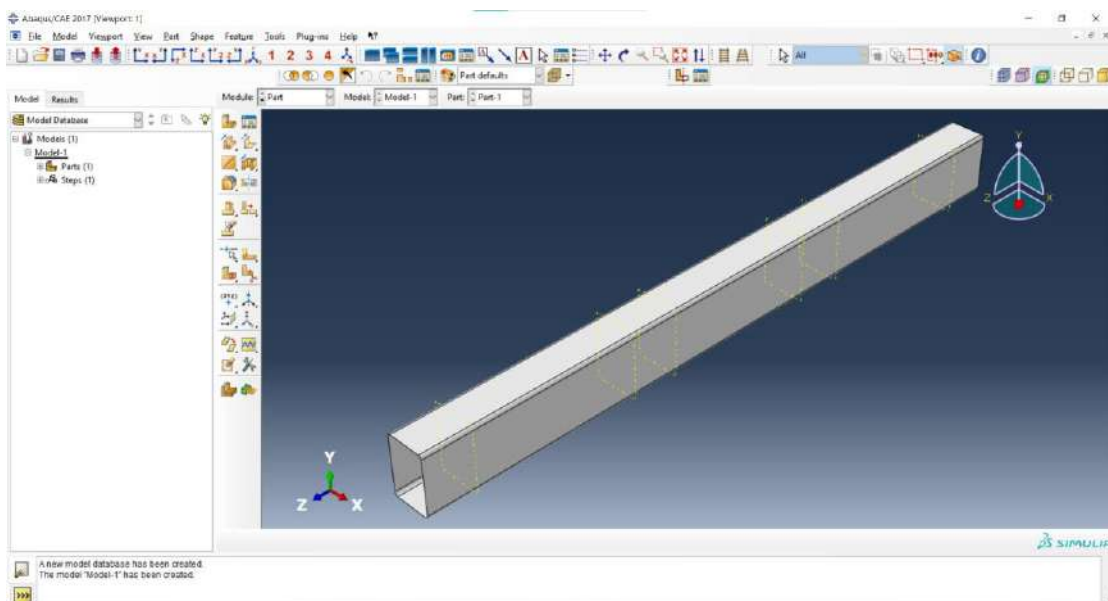 Abaqus/CAE 2017 [Viewport: 1]
File Model Viewport View Part Shape Feature Tools Plug-ins Help
1 2 3 4 A All
Part defaults
Model Results
Module: Part Model: Model-1 Part: Part-1
Model Database
Models (1)
Model-1
Parts (1)
Steps (1)
Y
Z X
Y
Z X
SIMULIA
A new model database has been created.
The model "Model-1" has been created.